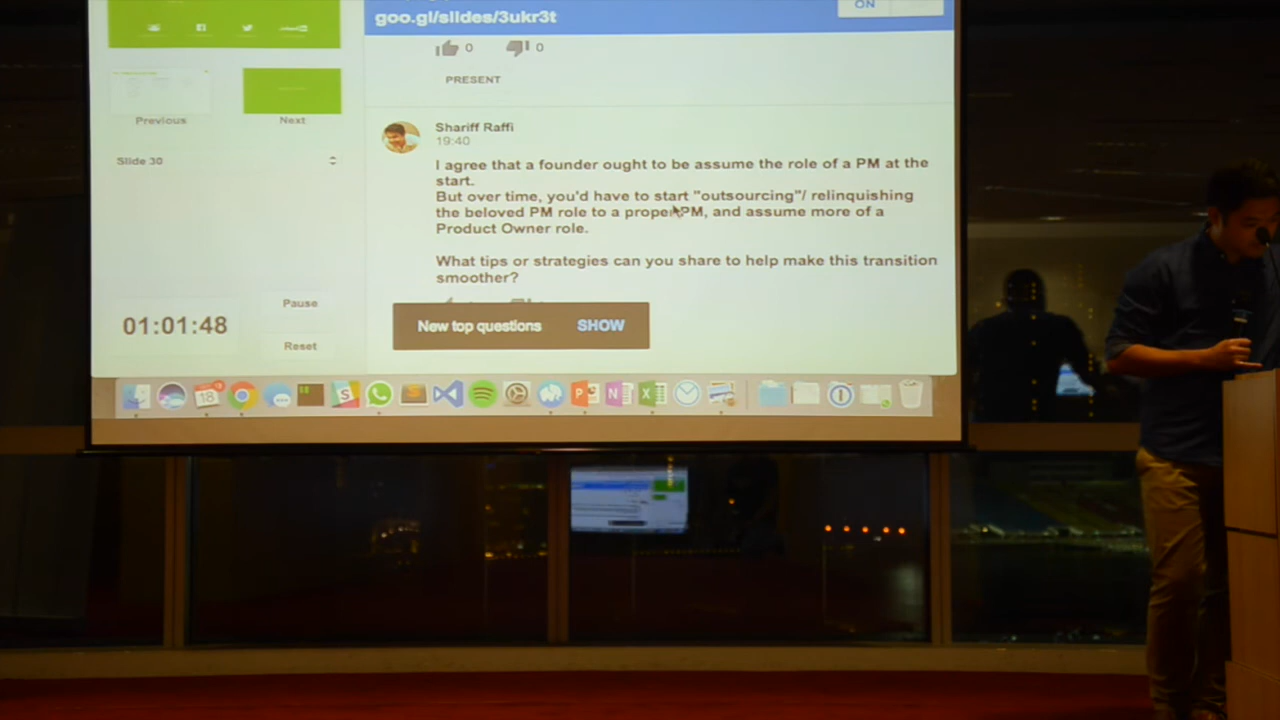 goo.gl/slides/3ukr3t
ON
0 0
PRESENT
Previous
Next
Slide 30
Shariff Raffi
19:40
I agree that a founder ought to be assume the role of a PM at the
start.
But over time, you'd have to start "outsourcing"/ relinquishing
the beloved PM role to a proper PM, and assume more of a
Product Owner role.
What tips or strategies can you share to help make this transition
smoother?
New top questions SHOW
01:01:48
Pause
Reset
18